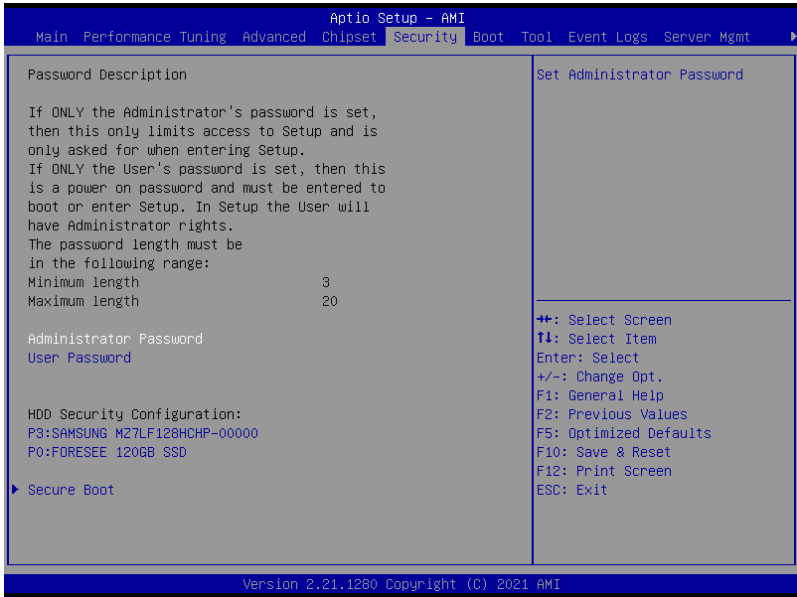 Aptio Setup - AMI
Main Performance Tuning Advanced Chipset Security Boot Tool Event Logs Server Mgmt
Password Description
If ONLY the Administrator's password is set,
then this only limits access to Setup and is
only asked for when entering Setup.
If ONLY the User's password is set, then this
is a power on password and must be entered to
boot or enter Setup. In Setup the User will
have Administrator rights.
The password length must be
in the following range:
Minimum length 3
Maximum length 20
Administrator Password
User Password
HDD Security Configuration:
P3:SAMSUNG MZ7LF128HCHP-00000
P0:FORESEE 120GB SSD
Secure Boot
Set Administrator Password
→←: Select Screen
↑↓: Select Item
Enter: Select
+/-: Change Opt.
F1: General Help
F2: Previous Values
F5: Optimized Defaults
F10: Save & Reset
F12: Print Screen
ESC: Exit
Version 2.21.1280 Copyright (C) 2021 AMI